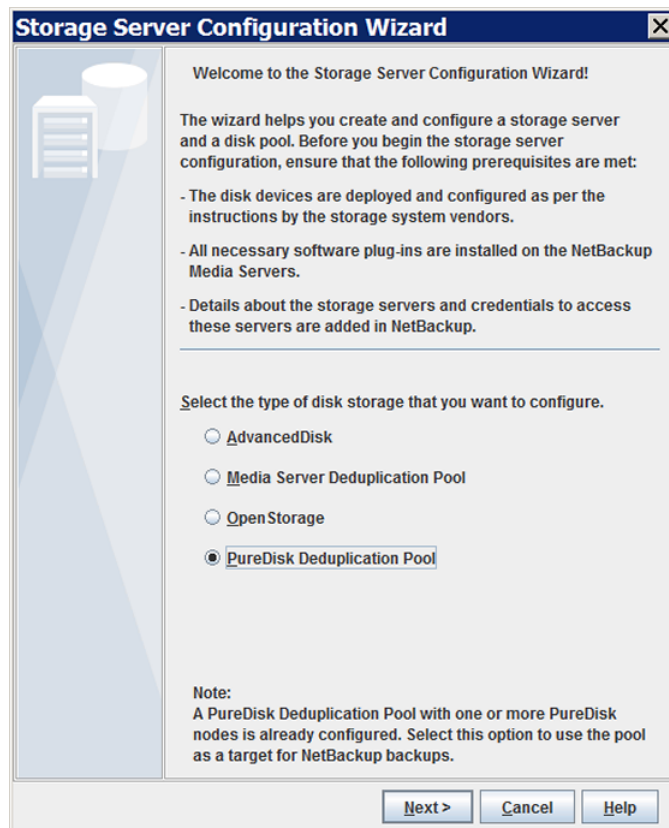 Storage Server Configuration Wizard
Welcome to the Storage Server Configuration Wizard!
The wizard helps you create and configure a storage server
and a disk pool. Before you begin the storage server
configuration, ensure that the following prerequisites are met:
- The disk devices are deployed and configured as per the
instructions by the storage system vendors.
- All necessary software plug-ins are installed on the NetBackup
Media Servers.
- Details about the storage servers and credentials to access
these servers are added in NetBackup.
Select the type of disk storage that you want to configure.
AdvancedDisk
Media Server Deduplication Pool
OpenStorage
PureDisk Deduplication Pool
Note:
A PureDisk Deduplication Pool with one or more PureDisk
nodes is already configured. Select this option to use the pool
as a target for NetBackup backups.
Next >
Cancel
Help